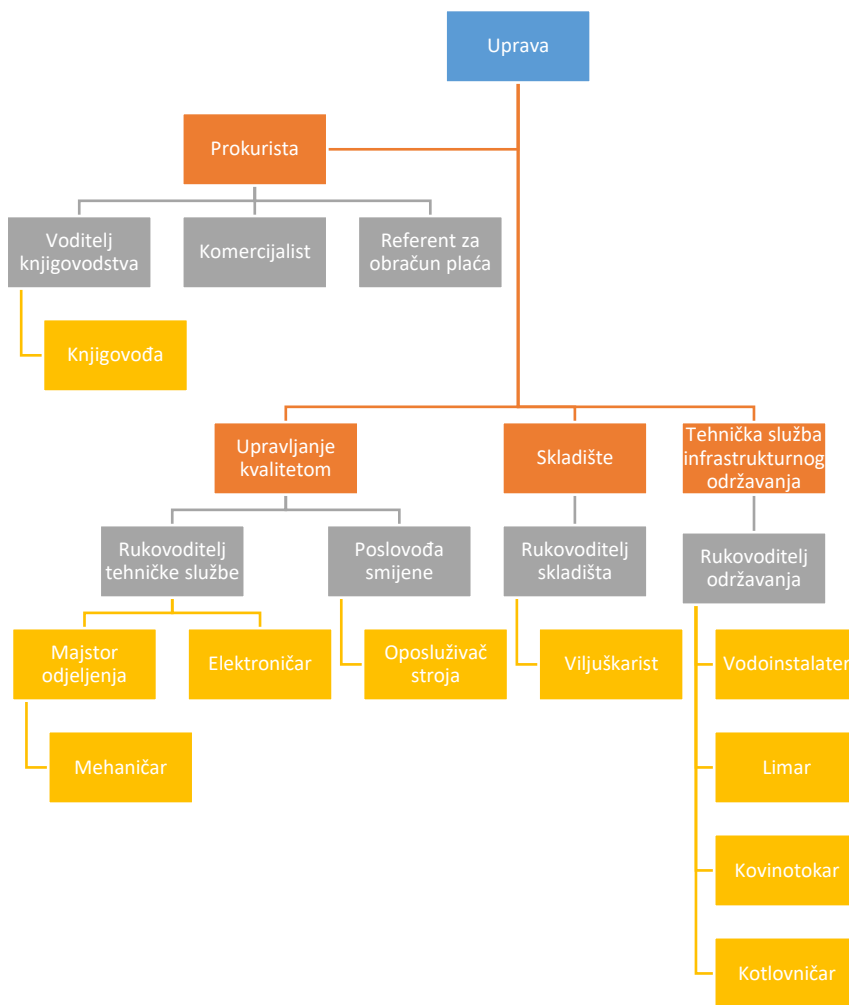 Uprava
Prokurista
Voditelj
knjigovodstva
Komercijalist
Referent za
obračun plaća
Knjigovođa
Upravljanje
kvalitetom
Skladište
Tehnička služba
infrastrukturnog
održavanja
Rukovoditelj
tehničke službe
Poslovođa
smijene
Rukovoditelj
skladišta
Rukovoditelj
održavanja
Majstor
odjeljenja
Elektroničar
Oposluživač
stroja
Viljuškarist
Vodoinstalater
Mehaničar
Limar
Kovinotokar
Kotlovničar